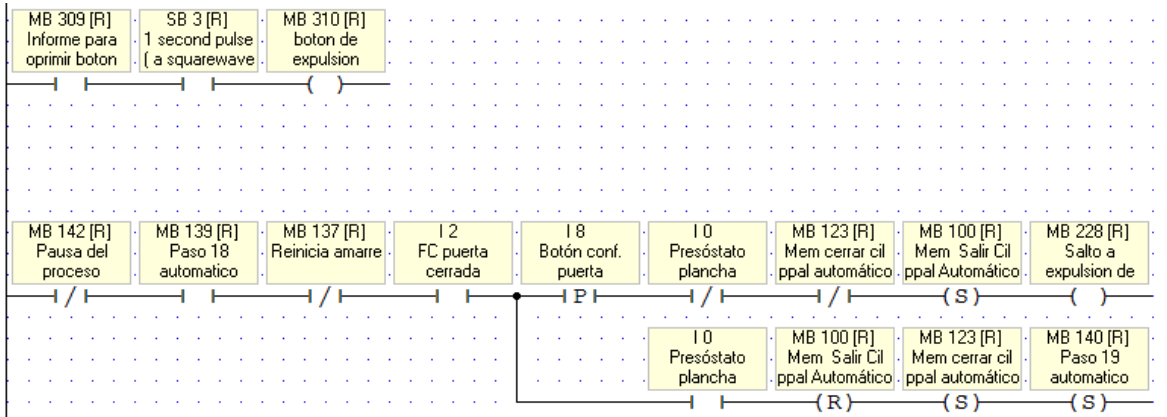 MB 309 [R] SB 3 [R] MB 310 [R]
Informe para 1 second pulse boton de
oprimir boton ( a squarewave expulsion
MB 142 [R] MB 139 [R] MB 137 [R] I 2 I 8 I 0 MB 123 [R] MB 100 [R] MB 228 [R]
Pausa del Paso 18 Reinicia amarre FC puerta Botón conf. Presóstato Mem cerrar cil Mem Salir Cil Salto a
proceso automatico cerrada puerta plancha ppal automático ppal Automático expulsion de
P S
I 0 MB 100 [R] MB 123 [R] MB 140 [R]
Presóstato Mem Salir Cil Mem cerrar cil Paso 19
plancha ppal Automático ppal automático automatico
R S S